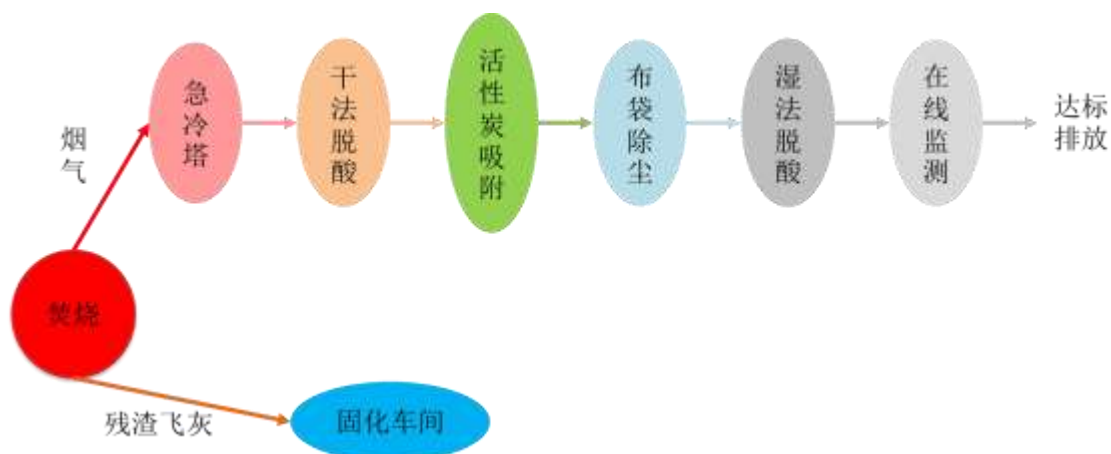 焚烧
烟气
急冷塔
干法脱酸
活性炭吸附
布袋除尘
湿法脱酸
在线监测
达标
排放
残渣飞灰
固化车间